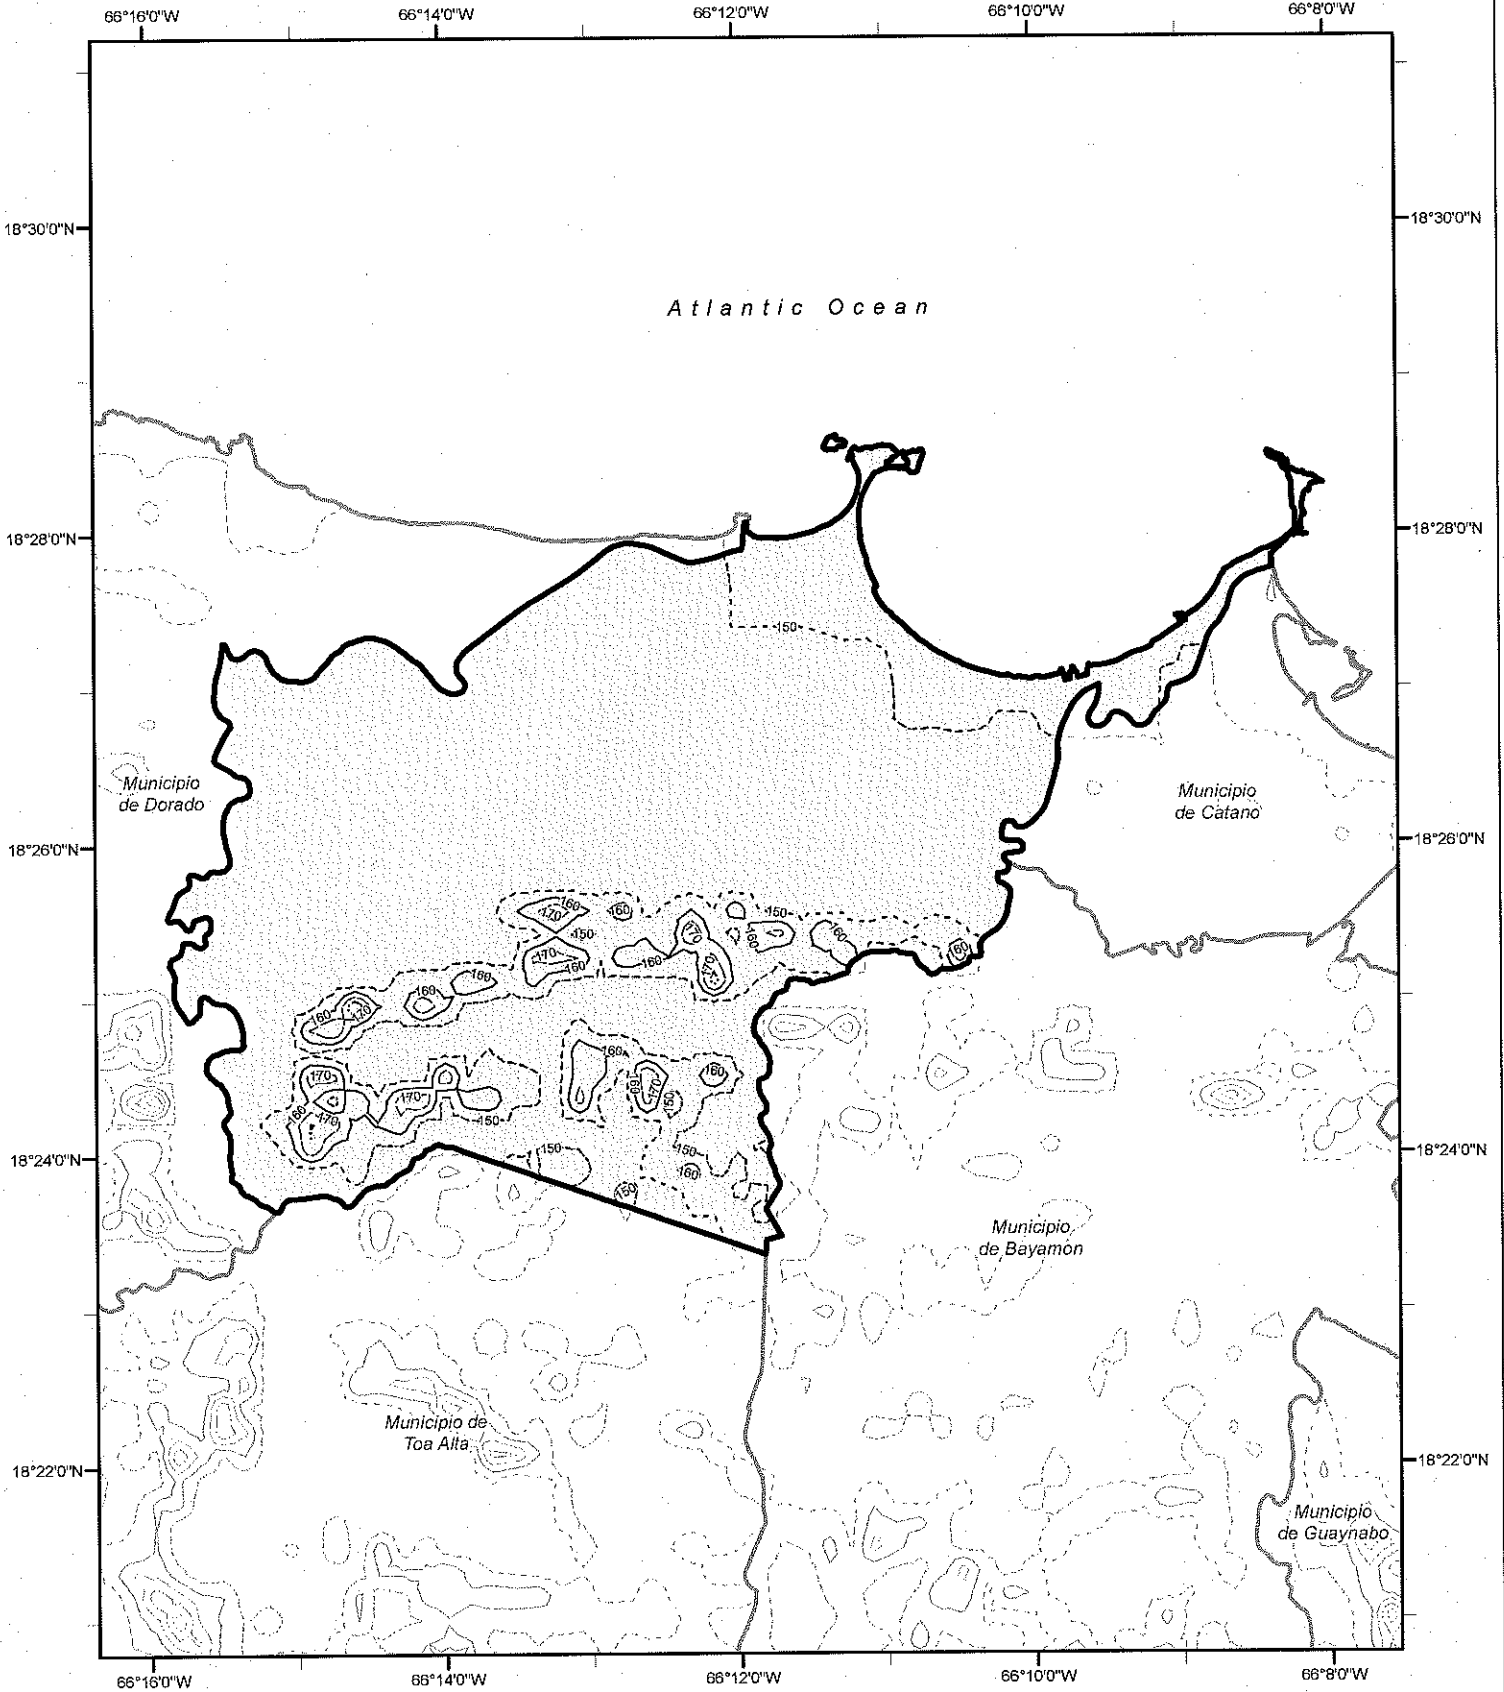 66°16'0"W 66°14'0"W 66°12'0"W 66°10'0"W 66°8'0"W
18°30'0"N 18°30'0"N
Atlantic Ocean
18°28'0"N 18°28'0"N
150
Municipio
de Dorado
Municipio
de Catano
18°26'0"N 18°26'0"N
160
170 160 150
160
150 170 160
170 160 160 170
160
160
160 170
160
170 160 160
170 160 170 150
160
170 150
150 150
18°24'0"N 18°24'0"N
160
150
Municipio
de Bayamon
Municipio de
Toa Alta
18°22'0"N 18°22'0"N
Municipio
de Guaynabo
66°16'0"W 66°14'0"W 66°12'0"W 66°10'0"W 66°8'0"W